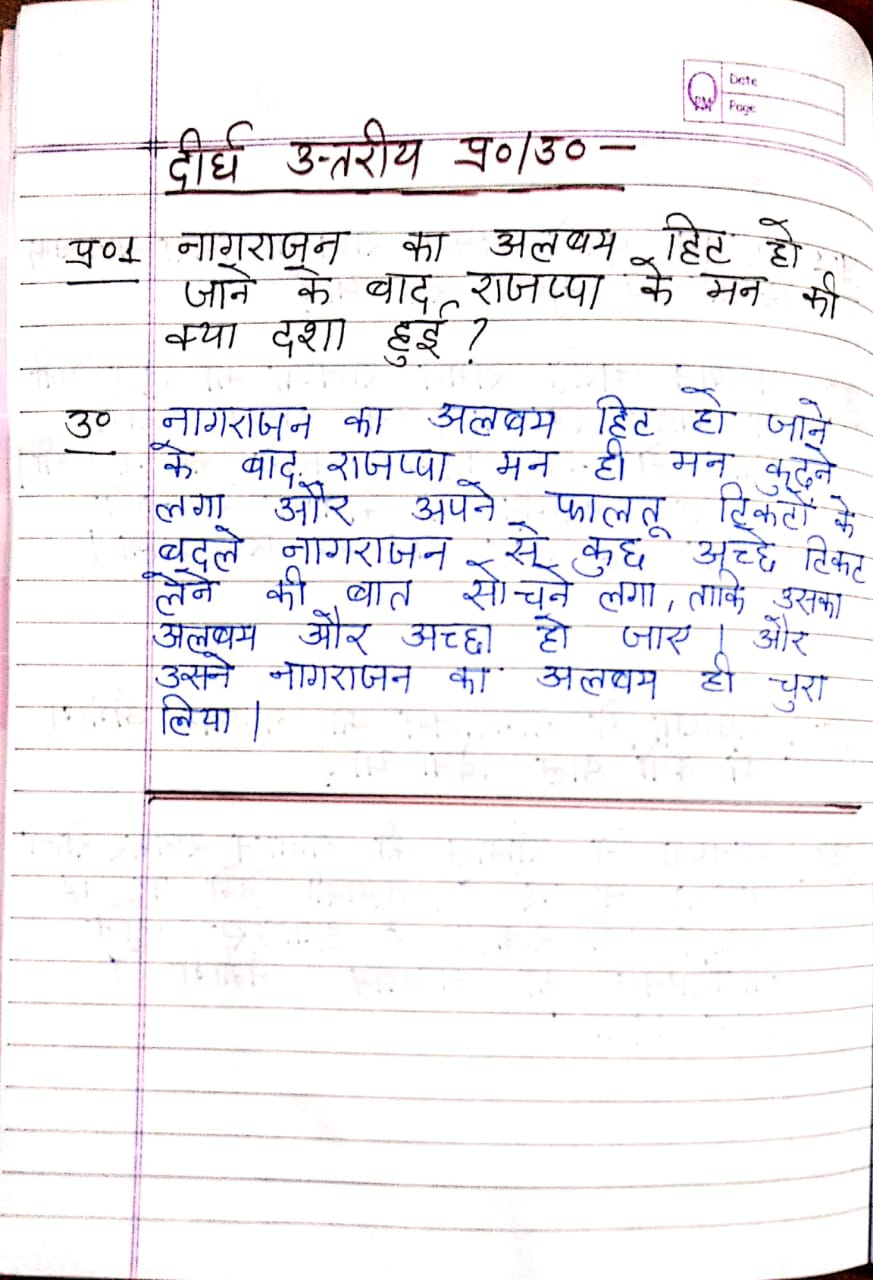 Date
Page
दीर्घ उत्तरीय प्र०/उ० —
प्र०1 नागराजन का अलबम हिट हो
जाने के बाद राजप्पा के मन की
क्या दशा हुई ?
उ० नागराजन का अलबम हिट हो जाने
के बाद राजप्पा मन ही मन कुढ़ने
लगा और अपने फालतू टिकटों के
बदले नागराजन से कुछ अच्छे टिकट
लेने की बात सोचने लगा, ताकि उसका
अलबम और अच्छा हो जाए । और
उसने नागराजन का अलबम ही चुरा
लिया ।